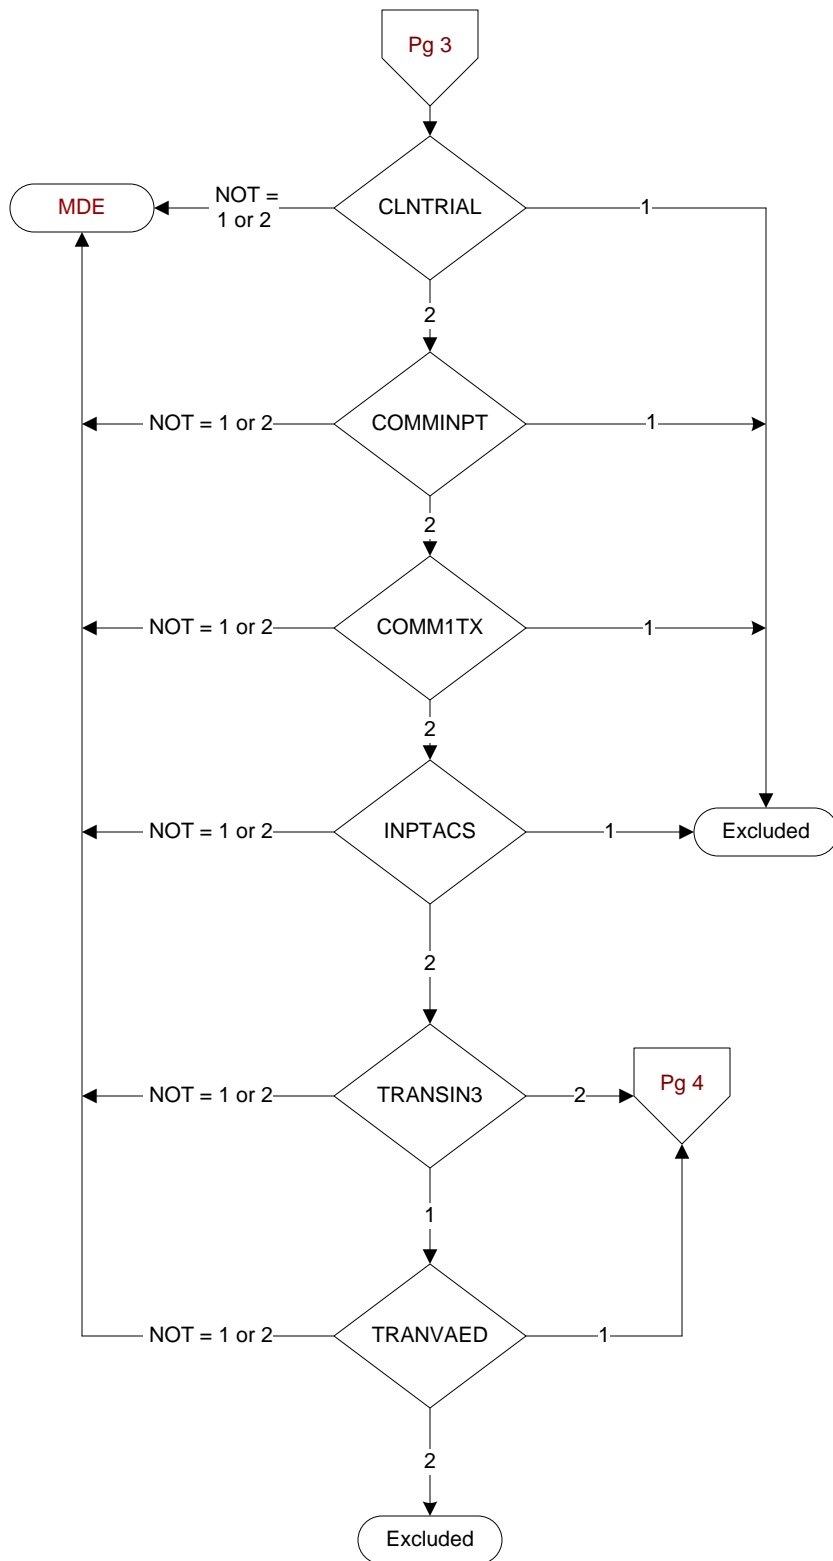 Pg 3
MDE
NOT =
1 or 2
CLNTRIAL
1
2
NOT = 1 or 2
COMMINPT
1
2
NOT = 1 or 2
COMM1TX
1
2
NOT = 1 or 2
INPTACS
1
Excluded
2
NOT = 1 or 2
TRANSIN3
2
Pg 4
1
NOT = 1 or 2
TRANVAED
1
2
Excluded